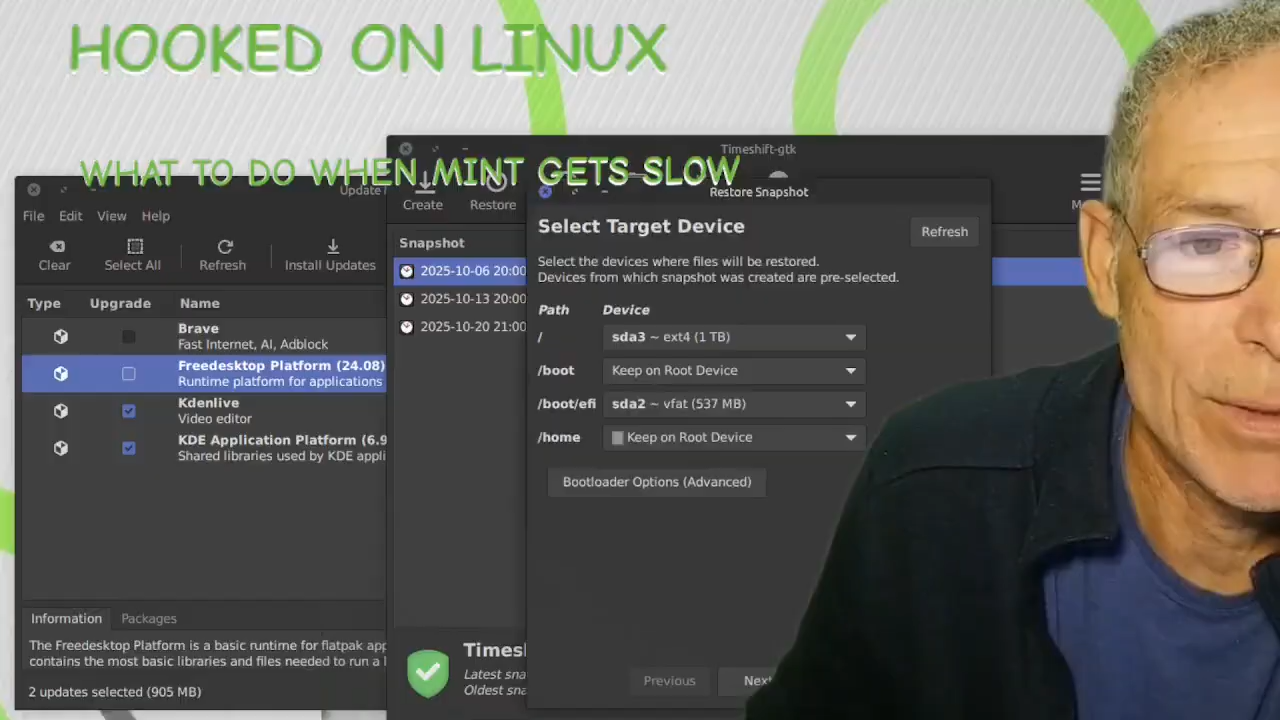 HOOKED ON LINUX
WHAT TO DO WHEN MINT GETS SLOW
Timeshift-gtk
Update
File Edit View Help
Clear
Select All
Refresh
Install Updates
Create
Restore
Restore Snapshot
Select Target Device
Refresh
Select the devices where files will be restored.
Devices from which snapshot was created are pre-selected.
Path Device
/ sda3 ~ ext4 (1 TB)
/boot Keep on Root Device
/boot/efi sda2 ~ vfat (537 MB)
/home Keep on Root Device
Bootloader Options (Advanced)
Previous
Next
Snapshot
2025-10-06 20:00
2025-10-13 20:00
2025-10-20 21:00
Type Upgrade Name
Brave
Fast Internet, AI, Adblock
Freedesktop Platform (24.08)
Runtime platform for applications
Kdenlive
Video editor
KDE Application Platform (6.9
Shared libraries used by KDE appli
Information Packages
The Freedesktop Platform is a basic runtime for flatpak app
contains the most basic libraries and files needed to run a
2 updates selected (905 MB)
Latest
Oldest